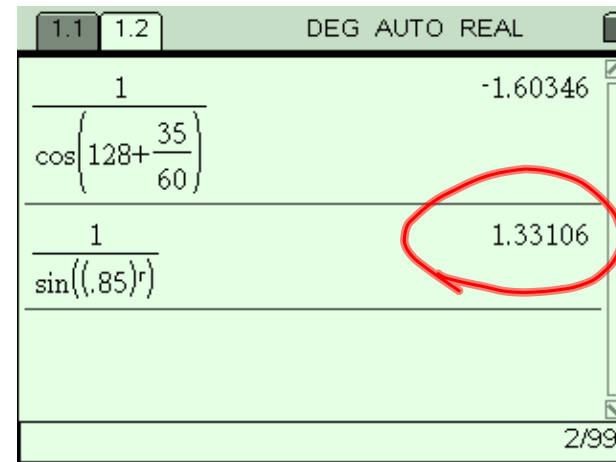 1.1 1.2 DEG AUTO REAL
1
cos(128+35/60)
-1.60346
1
sin((.85)r)
1.33106
2/99